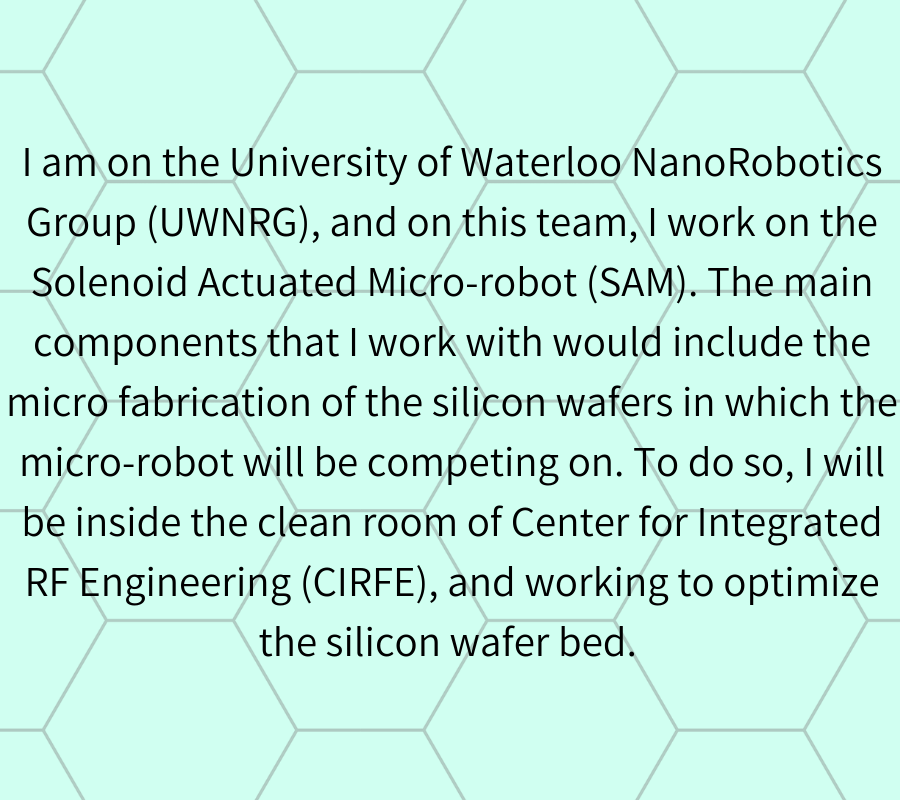 I am on the University of Waterloo NanoRobotics
Group (UWNRG), and on this team, I work on the
Solenoid Actuated Micro-robot (SAM). The main
components that I work with would include the
micro fabrication of the silicon wafers in which the
micro-robot will be competing on. To do so, I will
be inside the clean room of Center for Integrated
RF Engineering (CIRFE), and working to optimize
the silicon wafer bed.